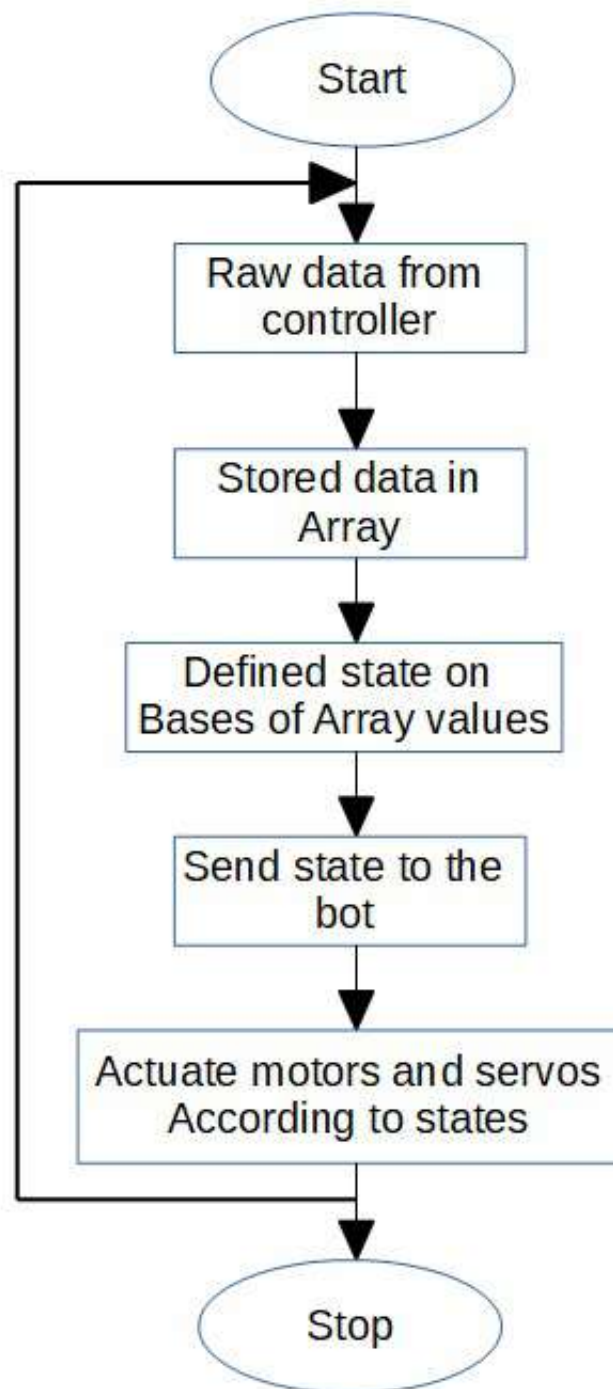 Start
Raw data from
controller
Stored data in
Array
Defined state on
Bases of Array values
Send state to the
bot
Actuate motors and servos
According to states
Stop